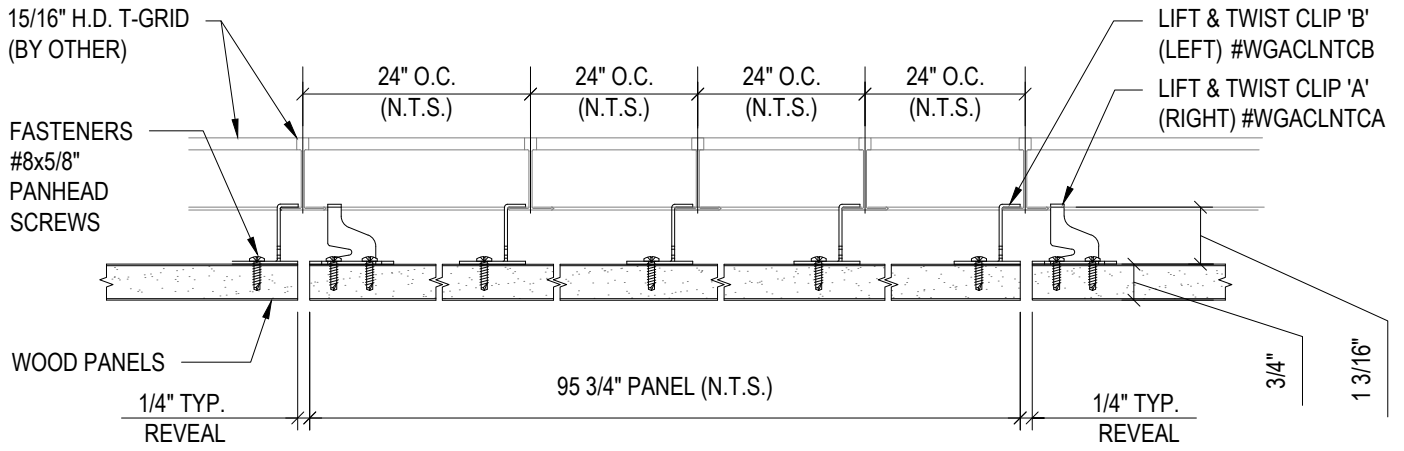 15/16" H.D. T-GRID
(BY OTHER)
LIFT & TWIST CLIP 'B'
(LEFT) #WGACLNTCB
24" O.C.
(N.T.S.)
24" O.C.
(N.T.S.)
24" O.C.
(N.T.S.)
24" O.C.
(N.T.S.)
LIFT & TWIST CLIP 'A'
(RIGHT) #WGACLNTCA
FASTENERS
#8x5/8"
PANHEAD
SCREWS
WOOD PANELS
1/4" TYP.
REVEAL
95 3/4" PANEL (N.T.S.)
1/4" TYP.
REVEAL
3/4"
1 3/16"